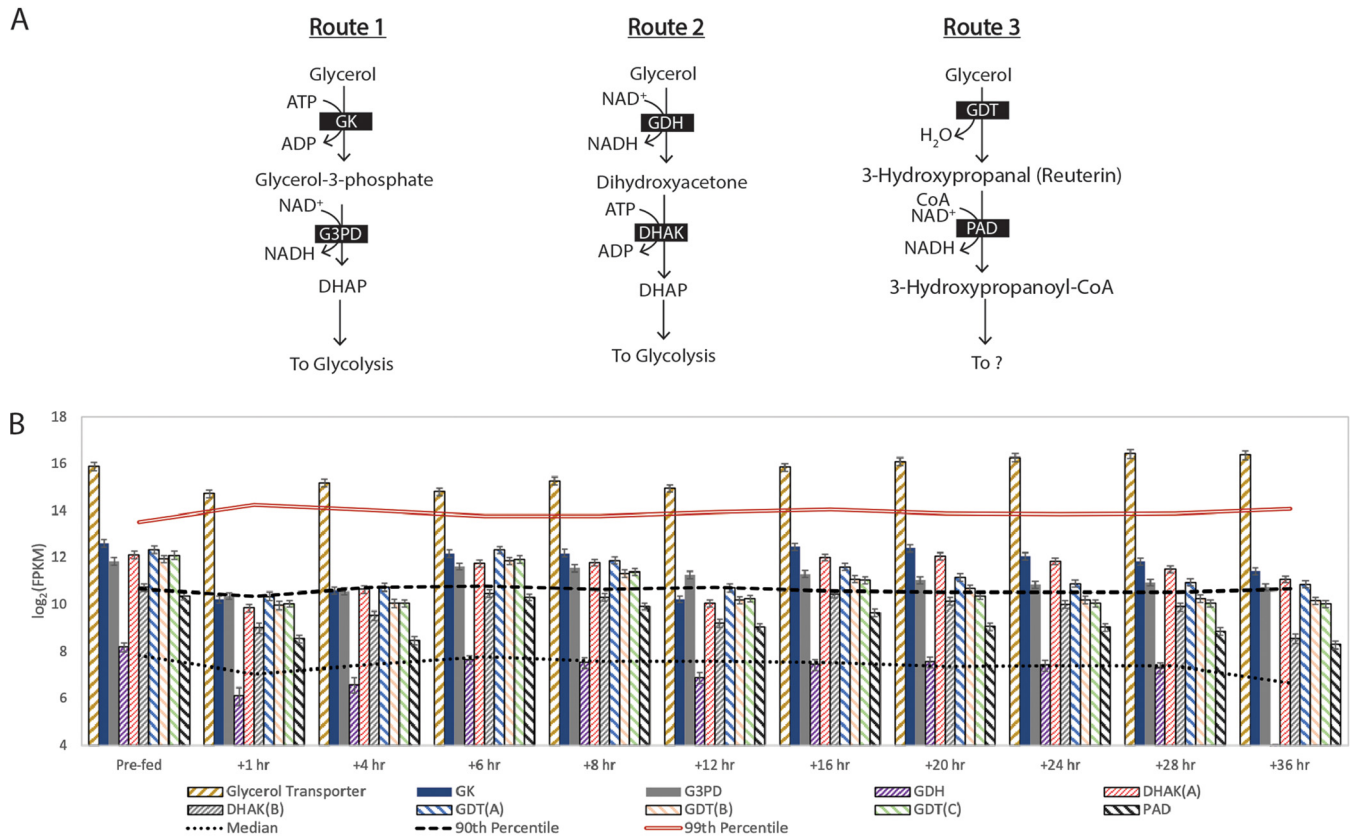 A
Route 1
Glycerol
ATP
GK
ADP
Glycerol-3-phosphate
NAD+
G3PD
NADH
DHAP
To Glycolysis
Route 2
Glycerol
NAD+
GDH
NADH
Dihydroxyacetone
ATP
DHAK
ADP
DHAP
To Glycolysis
Route 3
Glycerol
GDT
H2O
3-Hydroxypropanal (Reuterin)
CoA
NAD+
PAD
NADH
3-Hydroxypropanoyl-CoA
To ?
B
log2(FPKM)
18
16
14
12
10
8
6
4
Pre-fed +1 hr +4 hr +6 hr +8 hr +12 hr +16 hr +20 hr +24 hr +28 hr +36 hr
Glycerol Transporter GK G3PD GDH DHAK(A)
DHAK(B) GDT(A) GDT(B) GDT(C) PAD
Median 90th Percentile 99th Percentile